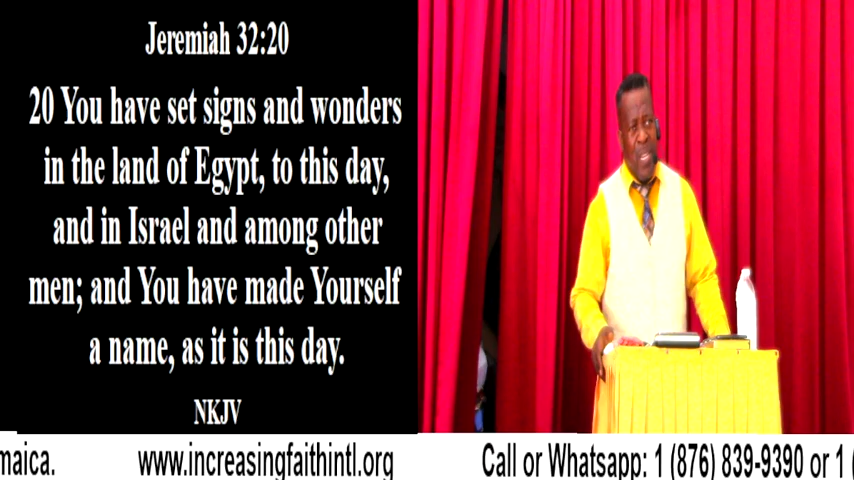 Jeremiah 32:20
20 You have set signs and wonders
in the land of Egypt, to this day,
and in Israel and among other
men; and You have made Yourself
a name, as it is this day.
NKJV
maica. www.increasingfaithintl.org Call or Whatsapp: 1 (876) 839-9390 or 1 (